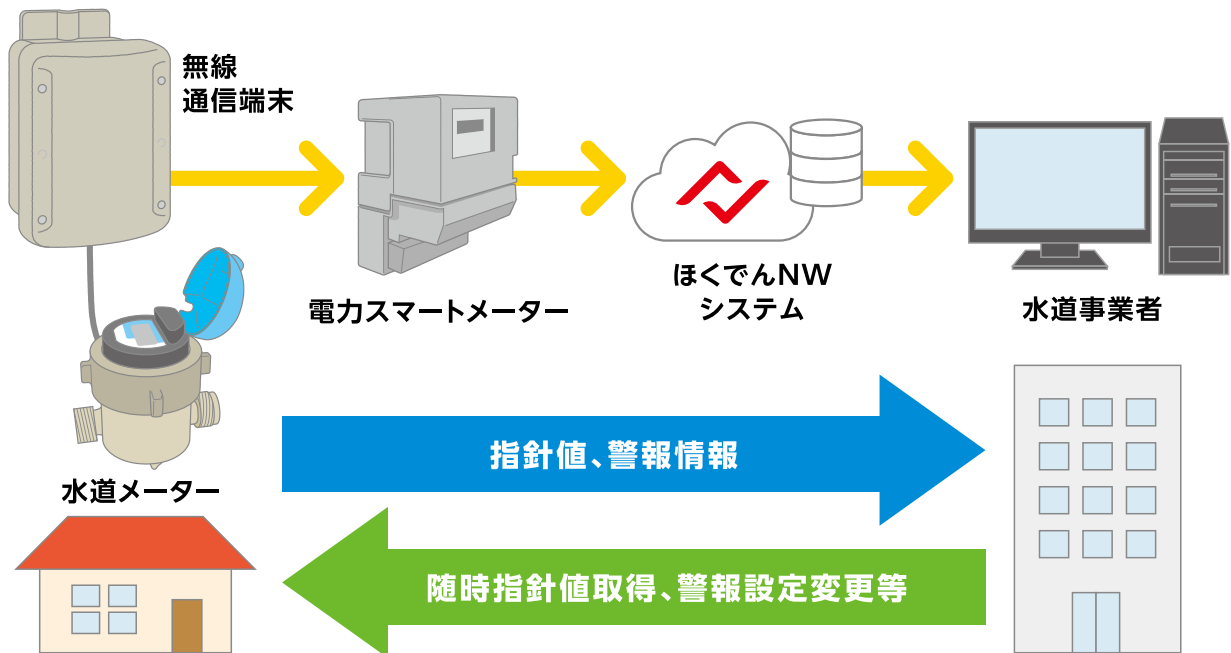 無線
通信端末
電力スマートメーター
ほくでんNW
システム
水道事業者
水道メーター
指針値、警報情報
随時指針値取得、警報設定変更等